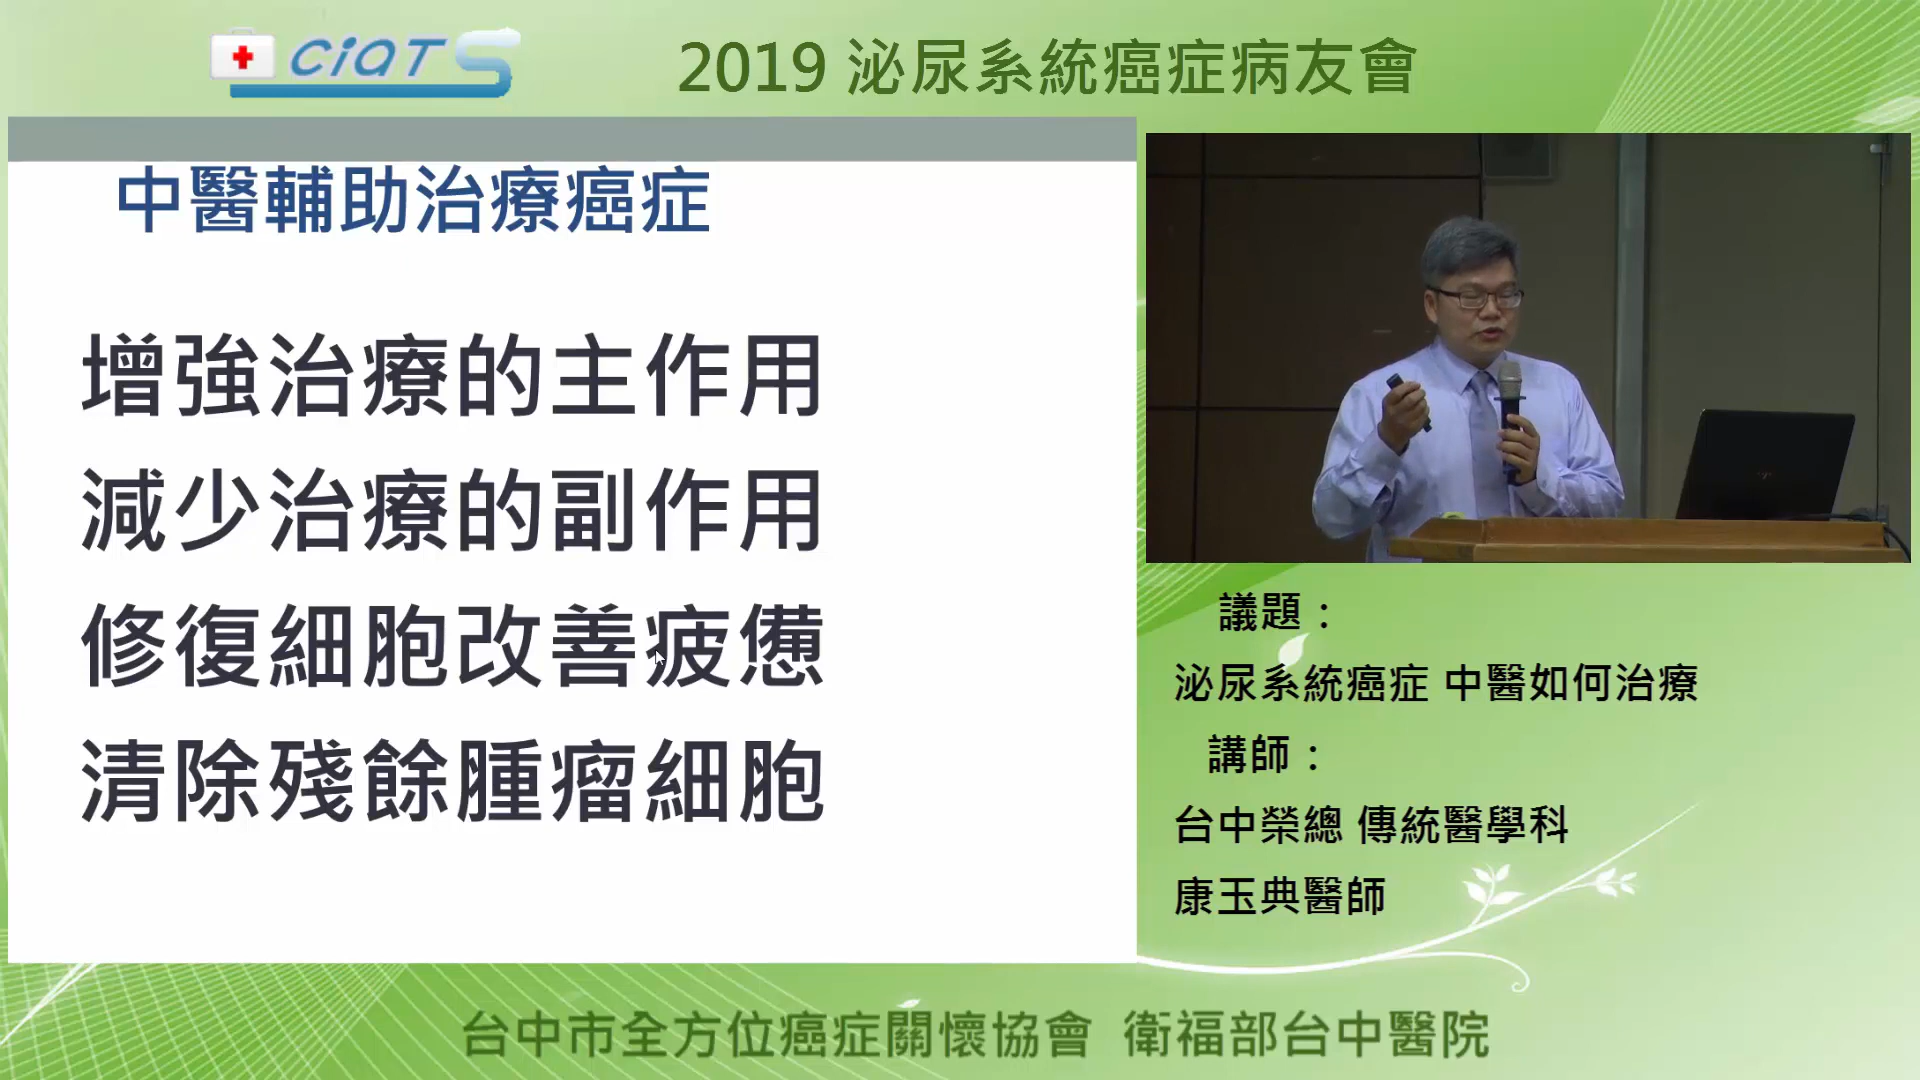 CiATS
2019 泌尿系統癌症病友會
中醫輔助治療癌症
增強治療的主作用
減少治療的副作用
修復細胞改善疲憊
清除殘餘腫瘤細胞
議題：
泌尿系統癌症 中醫如何治療
講師：
台中榮總 傳統醫學科
康玉典醫師
台中市全方位癌症關懷協會 衛福部台中醫院